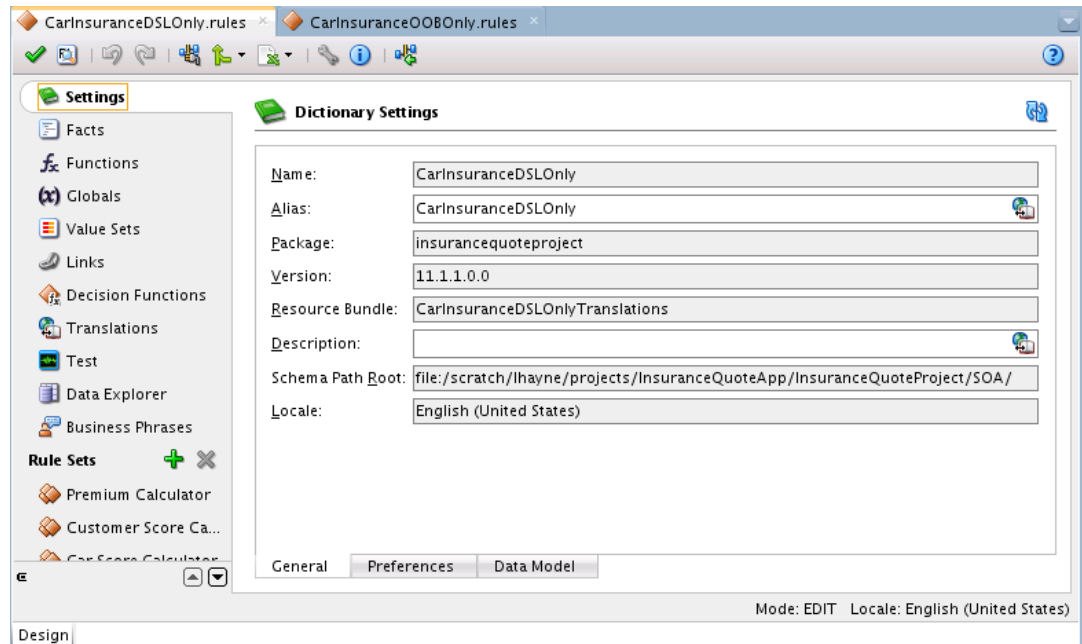 CarInsuranceDSLOnly.rules
CarInsuranceOOBOnly.rules
Settings
Facts
Functions
Globals
Value Sets
Links
Decision Functions
Translations
Test
Data Explorer
Business Phrases
Rule Sets
Premium Calculator
Customer Score Ca...
Car Score Calculator
Dictionary Settings
Name: CarInsuranceDSLOnly
Alias: CarInsuranceDSLOnly
Package: insurancequoteproject
Version: 11.1.1.0.0
Resource Bundle: CarInsuranceDSLOnlyTranslations
Description:
Schema Path Root: file:/scratch/lhayne/projects/InsuranceQuoteApp/InsuranceQuoteProject/SOA/
Locale: English (United States)
General Preferences Data Model
Mode: EDIT Locale: English (United States)
Design